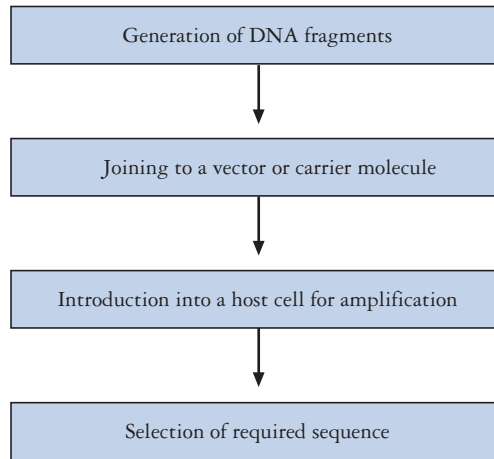 Generation of DNA fragments
Joining to a vector or carrier molecule
Introduction into a host cell for amplification
Selection of required sequence